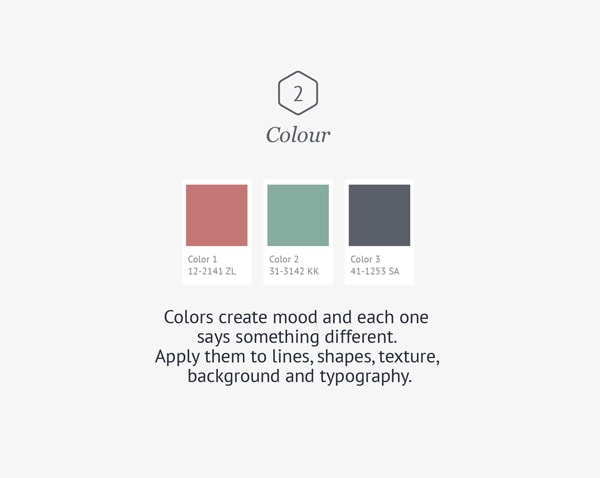 2
Colour
Color 1
12-2141 ZL
Color 2
31-3142 KK
Color 3
41-1253 SA
Colors create mood and each one
says something different.
Apply them to lines, shapes, texture,
background and typography.